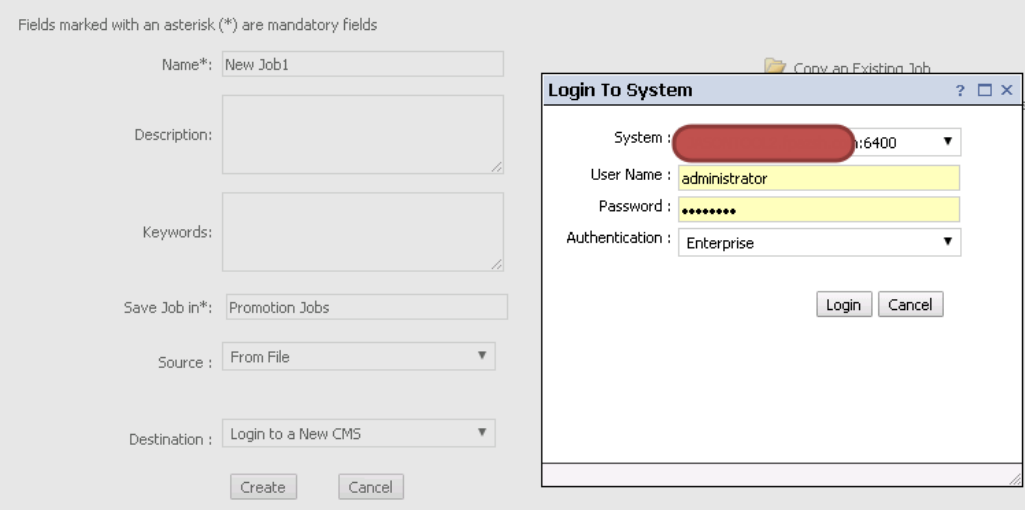 Fields marked with an asterisk (*) are mandatory fields
Name*: New Job1
Copy an Existing Job
Description:
Keywords:
Save Job in*: Promotion Jobs
Source : From File
Destination : Login to a New CMS
Create Cancel
Login To System
System : :6400
User Name : administrator
Password : ••••••••
Authentication : Enterprise
Login Cancel